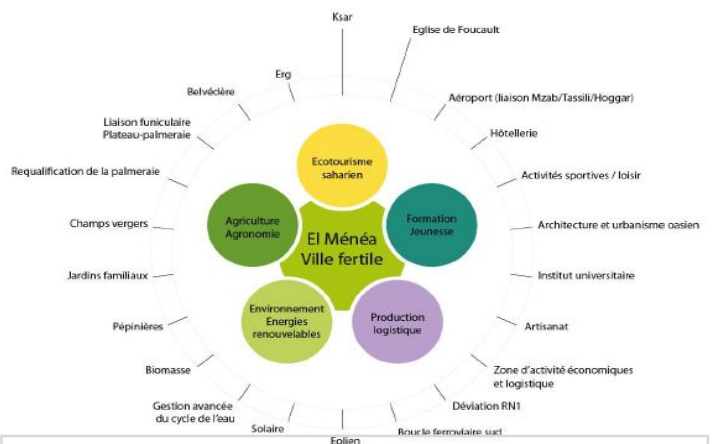 Ksar
Eglise de Foucault
Aéroport (liaison Mzab/Tassili/Hoggar)
Hôtellerie
Activités sportives / loisir
Architecture et urbanisme oasien
Institut universitaire
Artisanat
Zone d'activité économiques
et logistique
Déviation RN1
Boucle ferroviaire sud
Eolien
Solaire
Gestion avancée
du cycle de l'eau
Biomasse
Pépinières
Jardins familiaux
Champs vergers
Requalification de la palmeraie
Liaison funiculaire
Plateau-palmeraie
Belvédère
Erg
Ecotourisme
saharien
Formation
Jeunesse
Production
logistique
Environnement
Energies
renouvelables
Agriculture
Agronomie
El Ménéa
Ville fertile